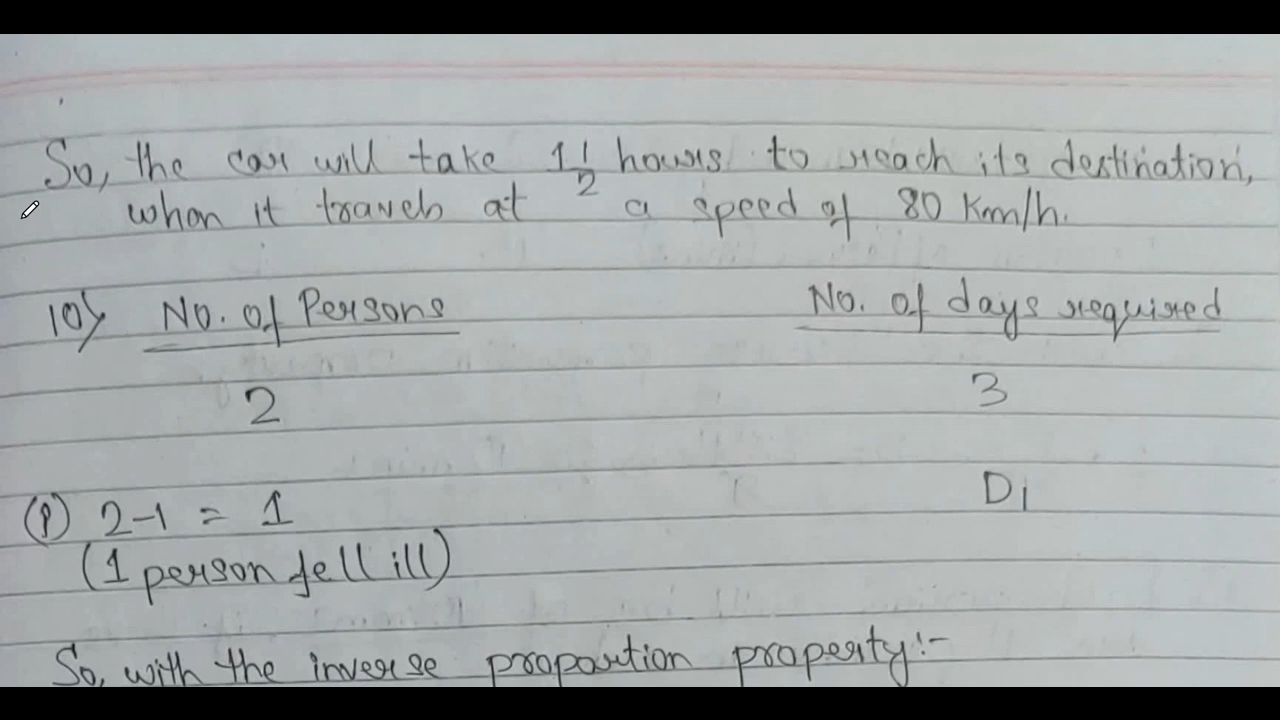 So, the car will take 1 1/2 hours to reach its destination,
when it travels at a speed of 80 Km/h.
10) No. of Persons No. of days required
2 3
(i) 2-1 = 1 D1
(1 person fell ill)
So, with the inverse proportion property:-